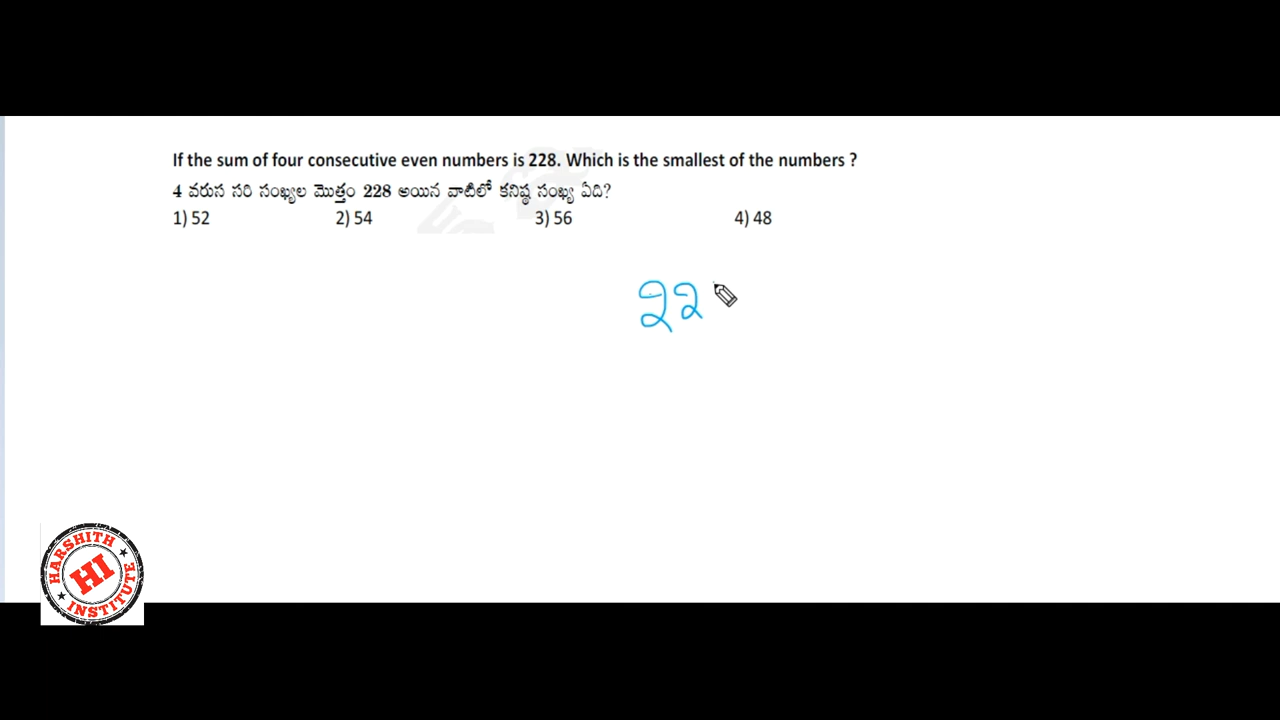 If the sum of four consecutive even numbers is 228. Which is the smallest of the numbers ?
4 వరుస సరి సంఖ్యల మొత్తం 228 అయిన వాటిలో కనిష్ఠ సంఖ్య ఏది?
1) 52 2) 54 3) 56 4) 48
22
HARSHITH
HI
INSTITUTE